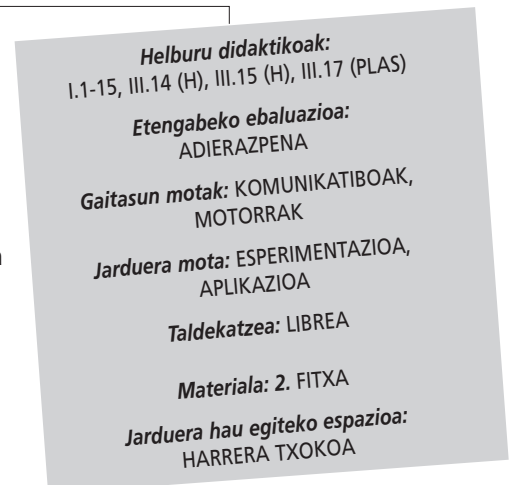 Helburu didaktikoak:
I.1-15, III.14 (H), III.15 (H), III.17 (PLAS)
Etengabeko ebaluazioa:
ADIERAZPENA
Gaitasun motak: KOMUNIKATIBOAK,
MOTORRAK
Jarduera mota: ESPERIMENTAZIOA,
APLIKAZIOA
Taldekatzea: LIBREA
Materiala: 2. FITXA
Jarduera hau egiteko espazioa:
HARRERA TXOKOA